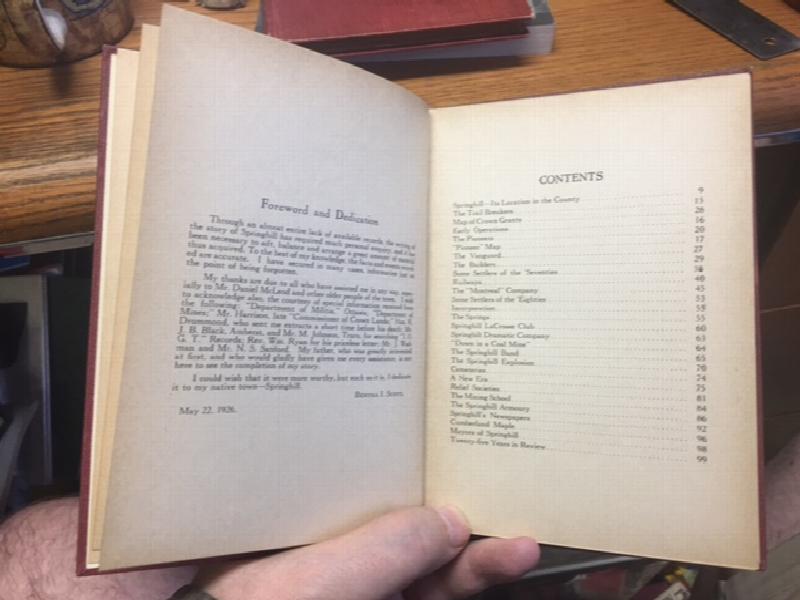 Foreword and Dedication
Through an almost entire lack of available records, the writing of
the story of Springhill has required much personal enquiry, and it has
been necessary to sift, balance and arrange a great amount of material
thus acquired. To the best of my knowledge, the facts and events record-
ed are accurate. I have secured in many cases, information just at
the point of being forgotten.
My thanks are due to all who have assisted me in any way, espec-
ially to Mr. Daniel McLeod and other older people of the town. I wish
to acknowledge also, the courtesy of special information received from
the following: "Department of Militia," Ottawa, "Department of
Mines;" Mr. Harrison, late "Commissioner of Crown Lands;" Hon. R.
Drummond, who sent me extracts a short time before his death; Mr.
J. B. Black, Amherst, and Mr. M. Johnson, Truro, for searching "I. O.
G. T." Records; Rev. Wm. Ryan for his priceless letter; Mr. J. Wat-
man and Mr. N. S. Sanford. My father, who was greatly interested
at first, and who would gladly have given me every assistance, is not
here to see the completion of my story.
I could wish that it were more worthy, but such as it is, I dedicate
it to my native town—Springhill.
Bertha J. Scott.
May 22, 1926.
CONTENTS
Springhill—Its Location in the County 9
The Trail Breakers 15
Map of Crown Grants 26
Early Operations 16
The Pioneers 20
"Pioneer" Map 17
The Vanguard 27
The Builders 29
Some Settlers of the 'Seventies 38
Railways 40
The "Montreal" Company 45
Some Settlers of the 'Eighties 53
Incorporation 55
The Springs 55
Springhill LaCrosse Club 60
Springhill Dramatic Company 63
"Down in a Coal Mine" 64
The Springhill Band 65
The Springhill Explosion 70
Cemeteries 74
A New Era 75
Relief Societies 81
The Mining School 84
The Springhill Armoury 86
Springhill's Newspapers 92
Cumberland Maple 96
Mayors of Springhill 98
Twenty-five Years in Review 99